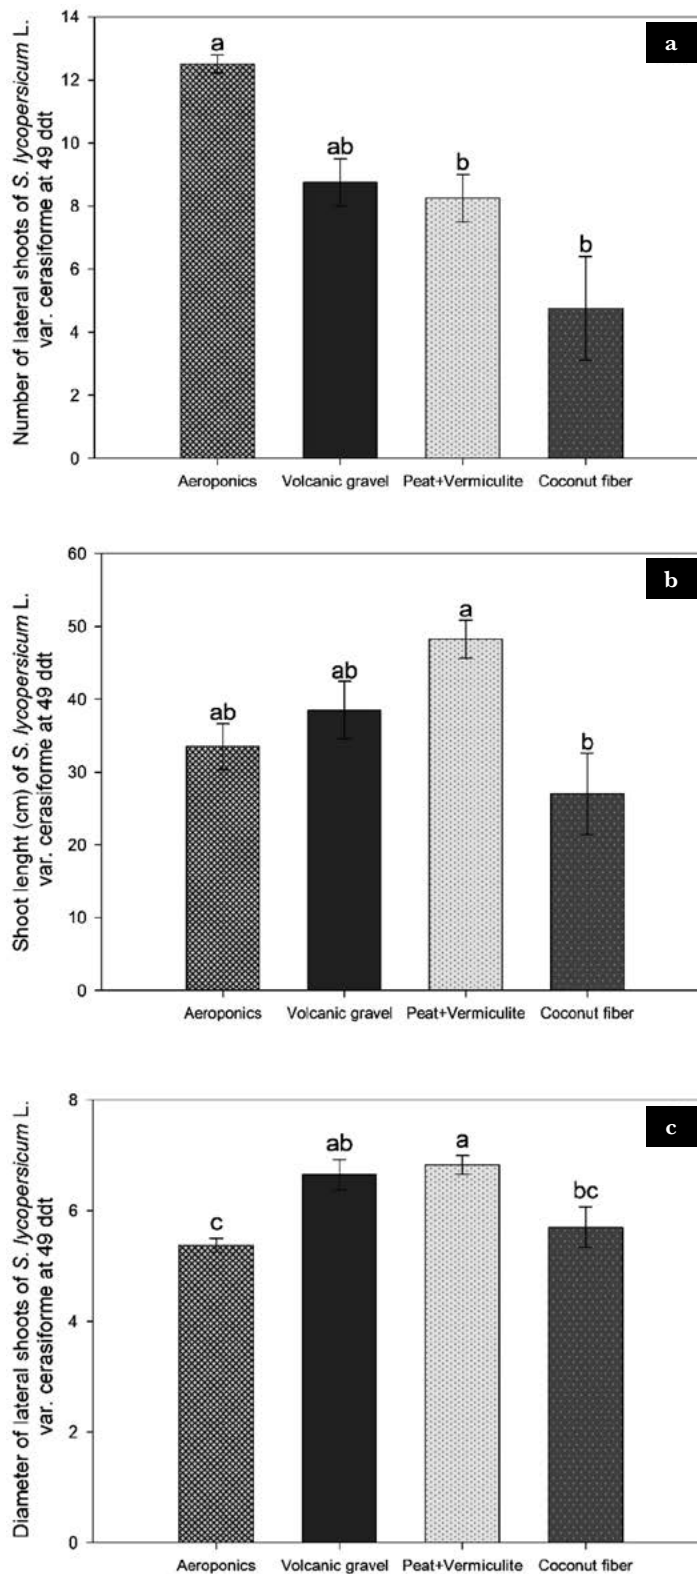 a
Number of lateral shoots of S. lycopersicum L.
var. cerasiforme at 49 ddt
14
12
10
8
6
4
2
0
a
ab
b
b
Aeroponics Volcanic gravel Peat+Vermiculite Coconut fiber
b
Shoot lenght (cm) of S. lycopersicum L.
var. cerasiforme at 49 ddt
60
50
40
30
20
10
0
ab
ab
a
b
Aeroponics Volcanic gravel Peat+Vermiculite Coconut fiber
c
Diameter of lateral shoots of S. lycopersicum L.
var. cerasiforme at 49 ddt
8
6
4
2
0
c
ab
a
bc
Aeroponics Volcanic gravel Peat+Vermiculite Coconut fiber